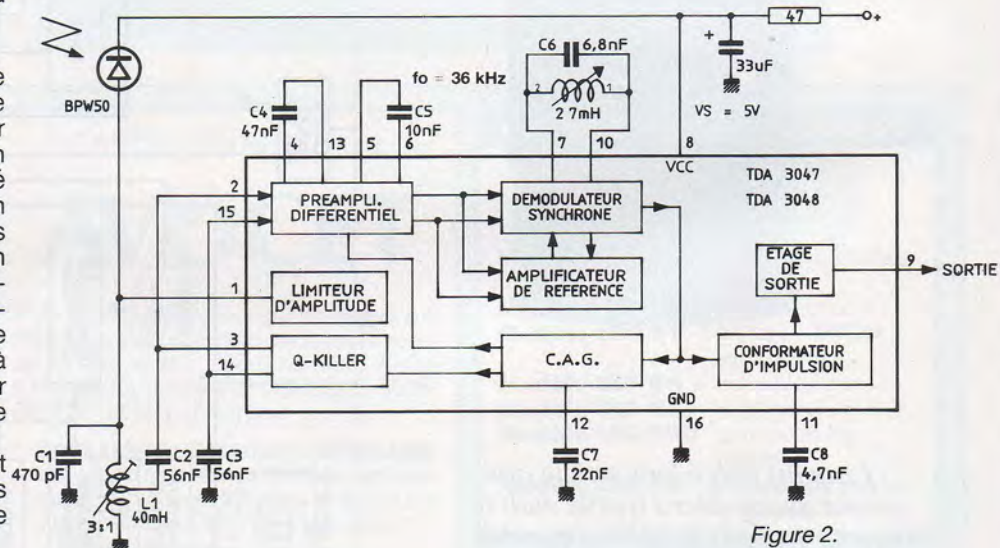 47
+
+
33uF
VS = 5V
BPW50
C6 6,8nF
fo = 36 kHz
2 1
2 7mH
C4
47nF
C5
10nF
4 13 5 6
7 10 8
VCC
TDA 3047
TDA 3048
2
15
PREAMPLI.
DIFFERENTIEL
DEMODULATEUR
SYNCHRONE
ETAGE
DE
SORTIE
9
SORTIE
1
LIMITEUR
D'AMPLITUDE
AMPLIFICATEUR
DE REFERENCE
3
14
Q-KILLER
C.A.G.
CONFORMATEUR
D'IMPULSION
GND
12 16 11
C1
470 pF
C2
56nF
C3
56nF
L1
40mH
3:1
C7
22nF
C8
4,7nF
Figure 2.